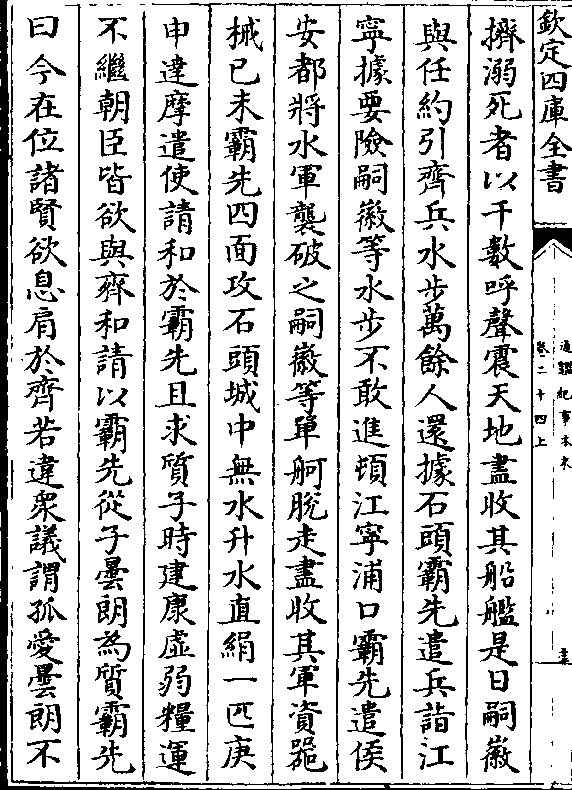 欽定四庫全書
通鑑紀事本末
卷二十四上
擠溺死者以千數呼聲震天地盡收其船艦是日嗣徽
與任約引齊兵水步萬餘人還據石頭霸先遣兵詣江
寧據要險嗣徽等水步不敢進頓江寧浦口霸先遣侯
安都將水軍襲破之嗣徽等單舸脫走盡收其軍資器
械已未霸先四面攻石頭城中無水升水直絹一匹庚
申達摩遣使請和於霸先且求質子時建康虛弱糧運
不繼朝臣皆欲與齊和請以霸先從子曇朗為質霸先
曰今在位諸賢欲息肩於齊若違衆議謂孤愛曇朗不